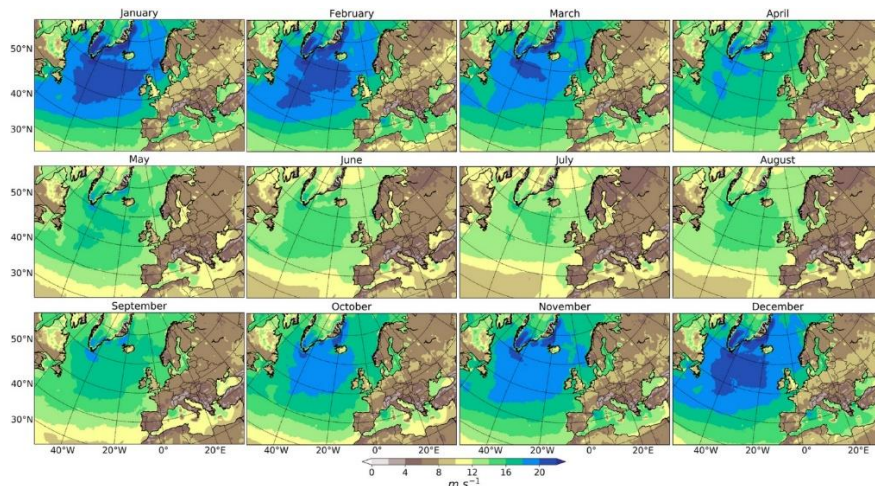 January February March April
50°N
40°N
30°N
May June July August
50°N
40°N
30°N
September October November December
50°N
40°N
30°N
40°W 20°W 0° 20°E 40°W 20°W 0° 20°E 40°W 20°W 0° 20°E 40°W 20°W 0° 20°E
0 4 8 12 16 20
m s⁻¹